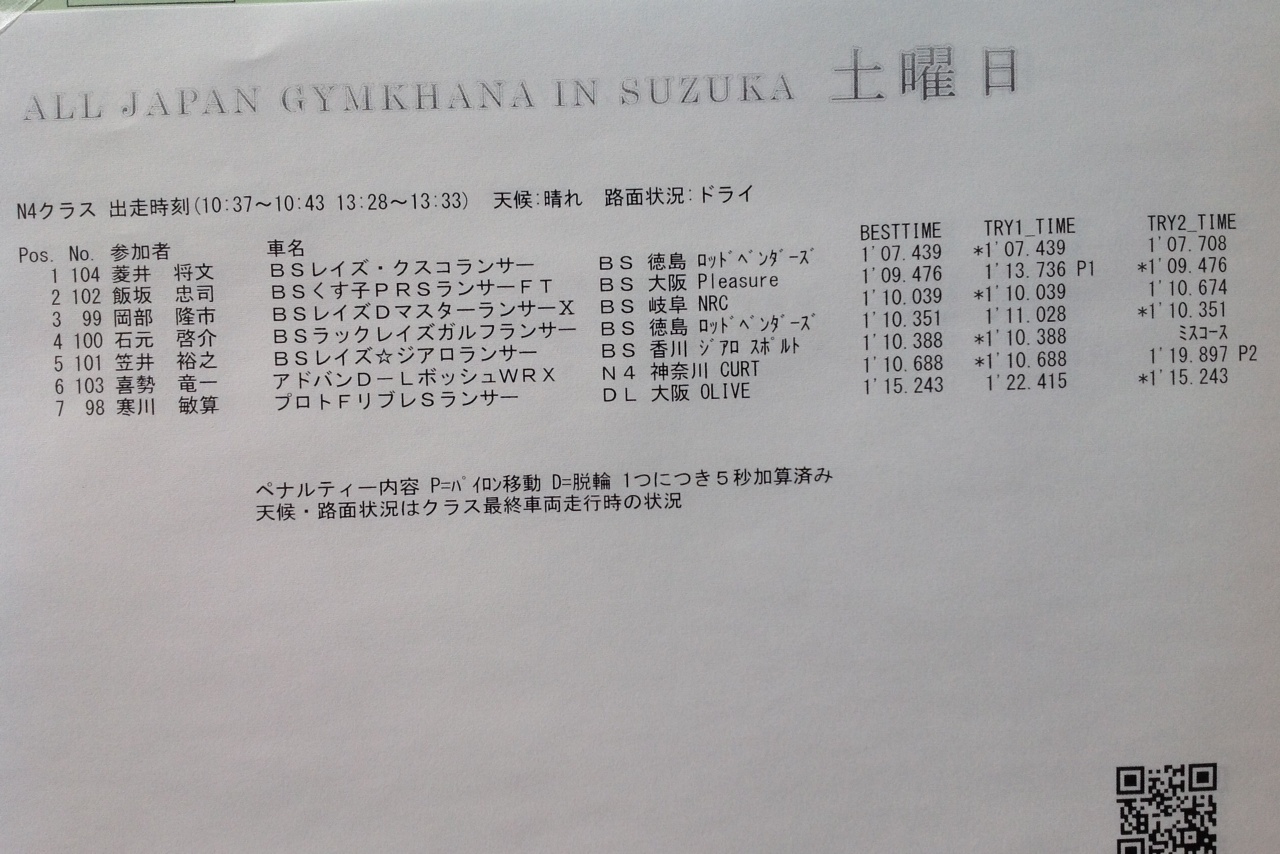 ALL JAPAN GYMKHANA IN SUZUKA 土曜日
N4クラス 出走時刻(10:37～10:43 13:28～13:33) 天候:晴れ 路面状況:ドライ
Pos. No. 参加者 車名 BESTTIME TRY1_TIME TRY2_TIME
1 104 菱井 将文 ＢＳレイズ・クスコランサー ＢＳ 徳島 ﾛｯﾄﾞﾍﾞﾝﾀﾞｰｽﾞ 1'07.439 *1'07.439 1'07.708
2 102 飯坂 忠司 ＢＳくす子ＰＲＳランサーＦＴ ＢＳ 大阪 Pleasure 1'09.476 1'13.736 P1 *1'09.476
3 99 岡部 隆市 ＢＳレイズＤマスターランサーＸ ＢＳ 岐阜 NRC 1'10.039 *1'10.039 1'10.674
4 100 石元 啓介 ＢＳラックレイズガルフランサー ＢＳ 徳島 ﾛｯﾄﾞﾍﾞﾝﾀﾞｰｽﾞ 1'10.351 1'11.028 *1'10.351
5 101 笠井 裕之 ＢＳレイズ☆ジアロランサー ＢＳ 香川 ｼﾞｱﾛ ｽﾎﾟﾙﾄ 1'10.388 *1'10.388 ﾐｽｺｰｽ
6 103 喜勢 竜一 アドバンＤ－ＬボッシュＷＲＸ Ｎ４ 神奈川 CURT 1'10.688 *1'10.688 1'19.897 P2
7 98 寒川 敏算 プロトＦリブレＳランサー ＤＬ 大阪 OLIVE 1'15.243 1'22.415 *1'15.243
ペナルティー内容 P=ﾊﾟｲﾛﾝ移動 D=脱輪 1つにつき５秒加算済み
天候・路面状況はクラス最終車両走行時の状況